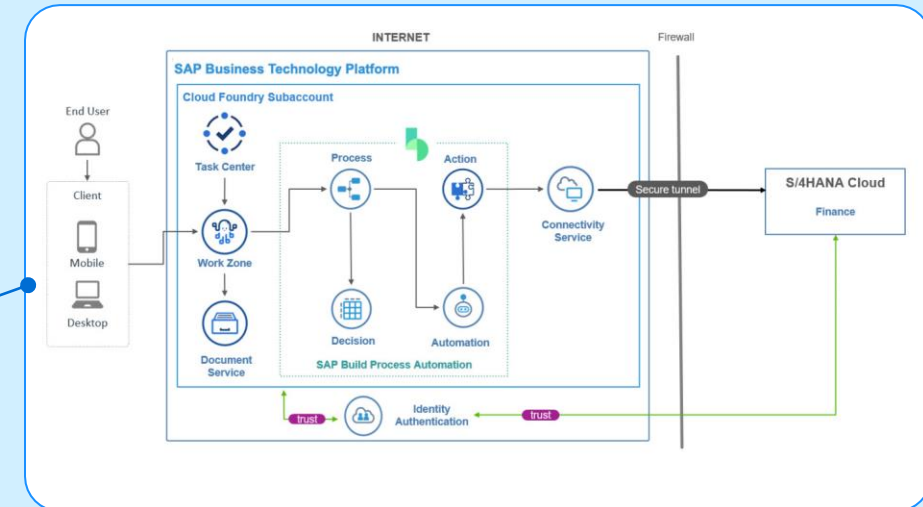 INTERNET
Firewall
SAP Business Technology Platform
Cloud Foundry Subaccount
End User
Client
Mobile
Desktop
Task Center
Work Zone
Document
Service
Process
Action
Decision
Automation
SAP Build Process Automation
Connectivity
Service
Secure tunnel
S/4HANA Cloud
Finance
trust
Identity
Authentication
trust